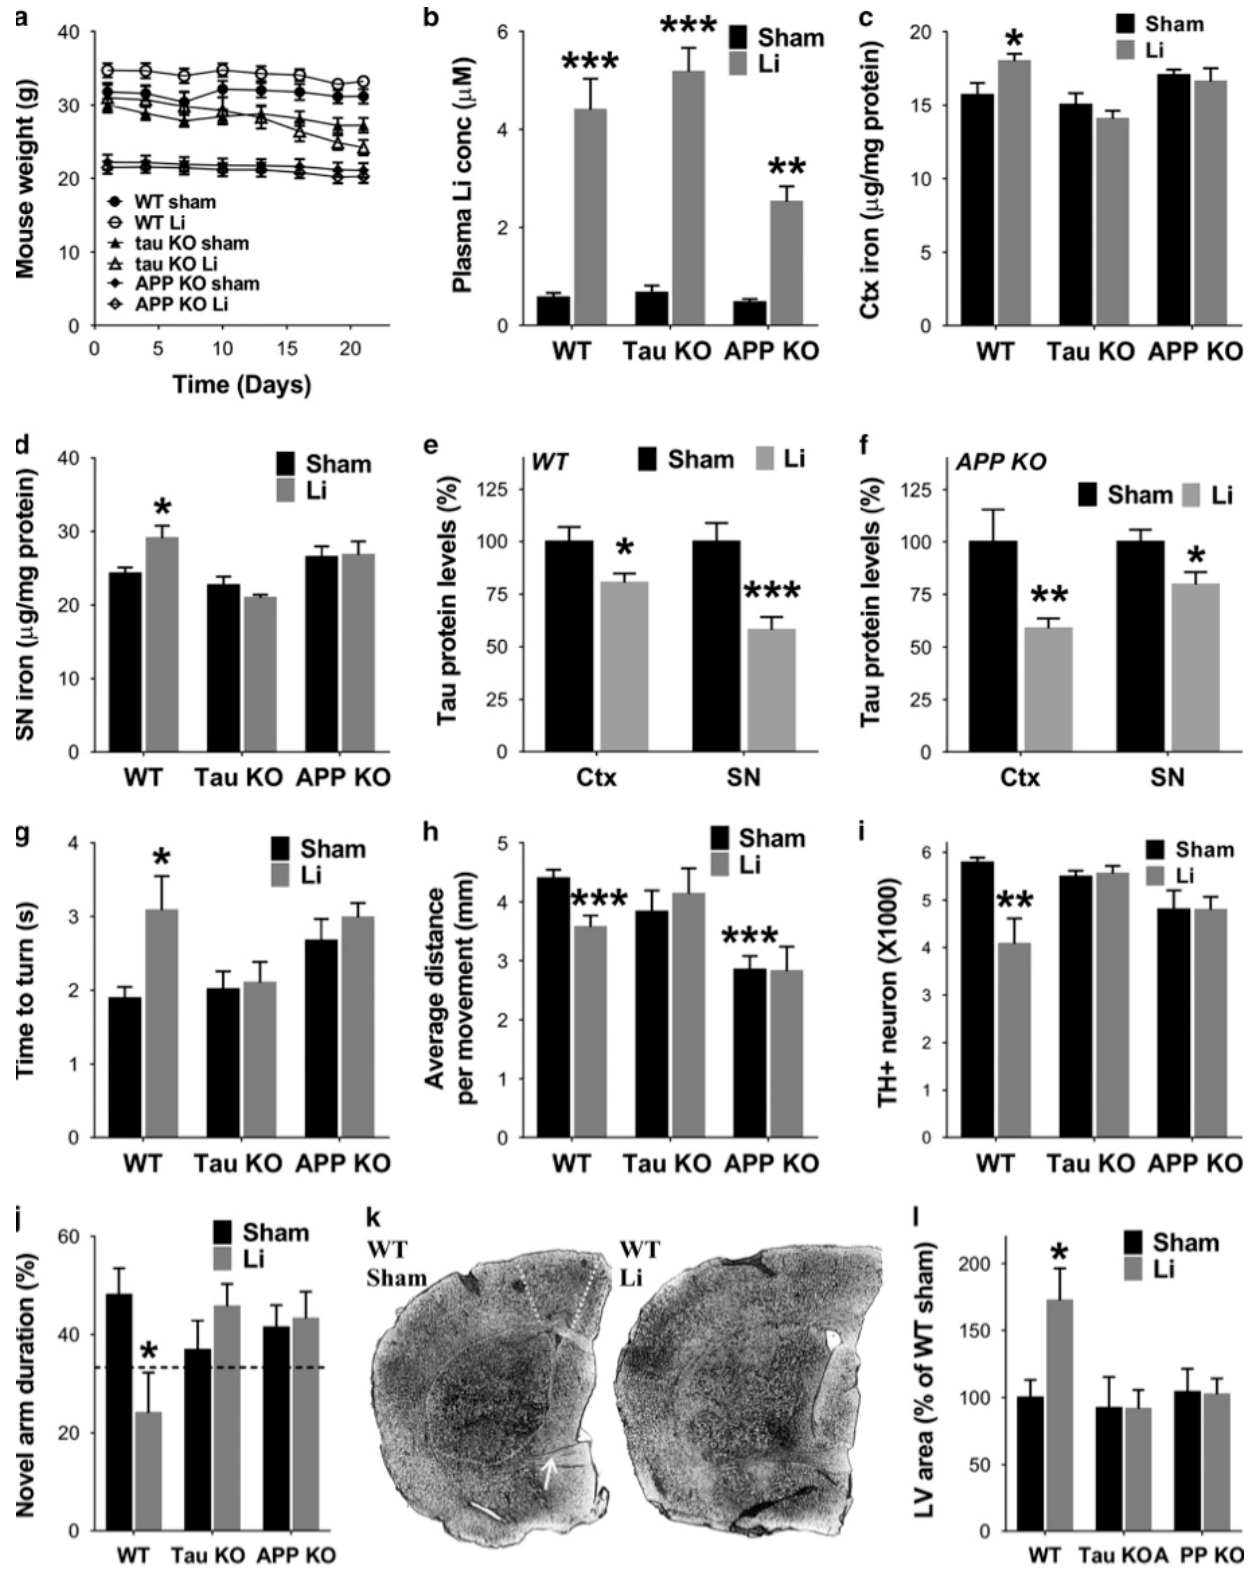 a
Mouse weight (g)
40
30
20
10
0
WT sham
WT Li
tau KO sham
tau KO Li
APP KO sham
APP KO Li
0 5 10 15 20
Time (Days)
b
Plasma Li conc (μM)
6
4
2
0
Sham
Li
***
***
**
WT Tau KO APP KO
c
Ctx iron (μg/mg protein)
20
15
10
5
0
Sham
Li
*
WT Tau KO APP KO
d
SN iron (μg/mg protein)
40
30
20
10
0
Sham
Li
*
WT Tau KO APP KO
e
WT
Sham Li
Tau protein levels (%)
125
100
75
50
25
0
*
***
Ctx SN
f
APP KO
Sham Li
Tau protein levels (%)
125
100
75
50
25
0
**
*
Ctx SN
g
Time to turn (s)
4
3
2
1
0
Sham
Li
*
WT Tau KO APP KO
h
Average distance
per movement (mm)
5
4
3
2
1
0
Sham
Li
***
***
WT Tau KO APP KO
i
TH+ neuron (X1000)
6
5
4
3
2
1
0
Sham
Li
**
WT Tau KO APP KO
j
Novel arm duration (%)
60
40
20
0
Sham
Li
*
WT Tau KO APP KO
k
WT
Sham
WT
Li
l
LV area (% of WT sham)
200
150
100
50
0
Sham
Li
*
WT Tau KOA PP KO